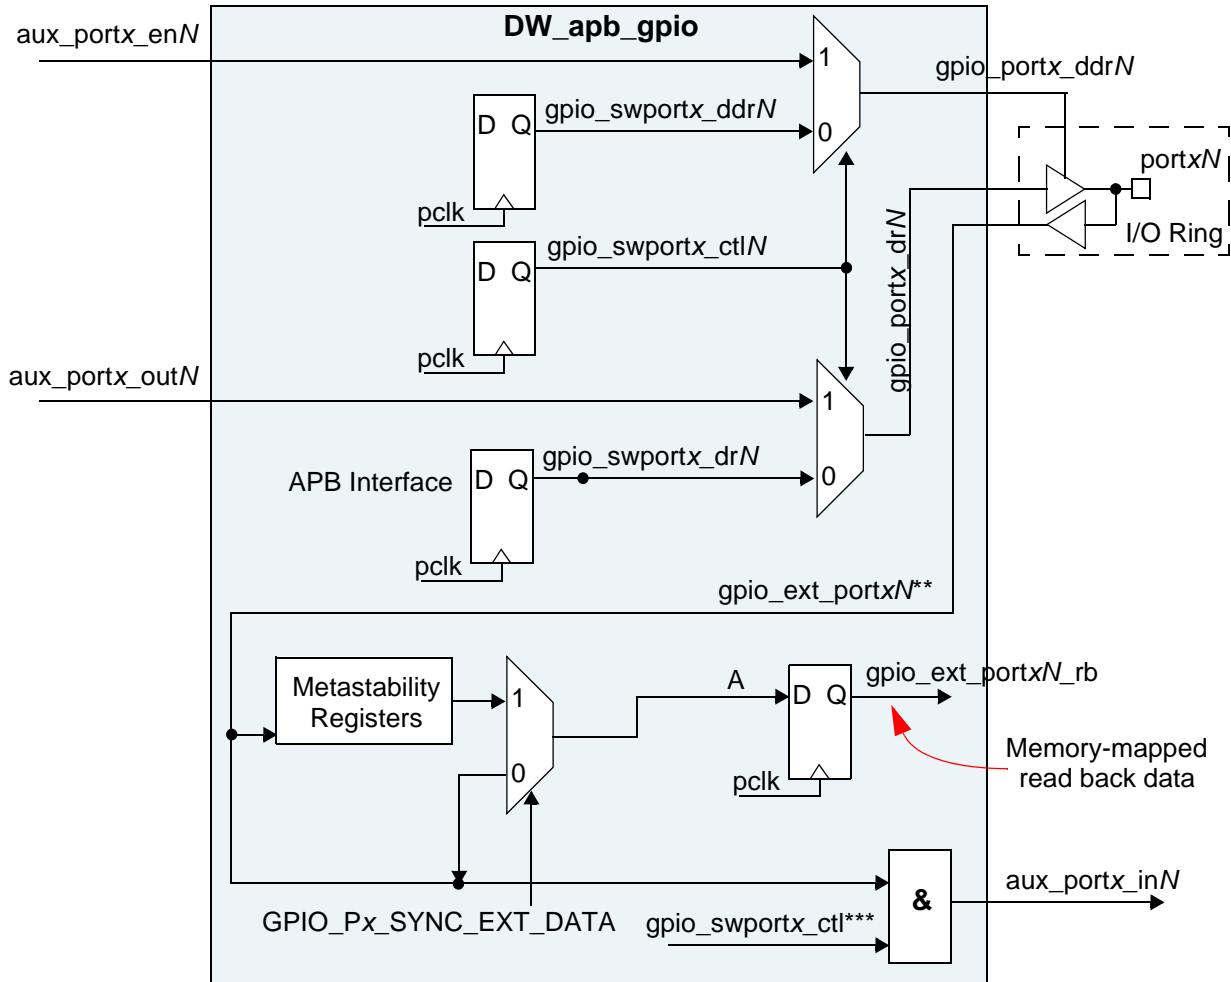 DW_apb_gpio
aux_portx_enN
1
gpio_portx_ddrN
D Q
gpio_swportx_ddrN
0
portxN
pclk
I/O Ring
gpio_swportx_ctlN
D Q
gpio_portx_drN
pclk
aux_portx_outN
1
gpio_swportx_drN
APB Interface
D Q
0
pclk
gpio_ext_portxN**
Metastability
Registers
1
A
D Q
gpio_ext_portxN_rb
0
Memory-mapped
read back data
pclk
aux_portx_inN
&
GPIO_Px_SYNC_EXT_DATA
gpio_swportx_ctl***